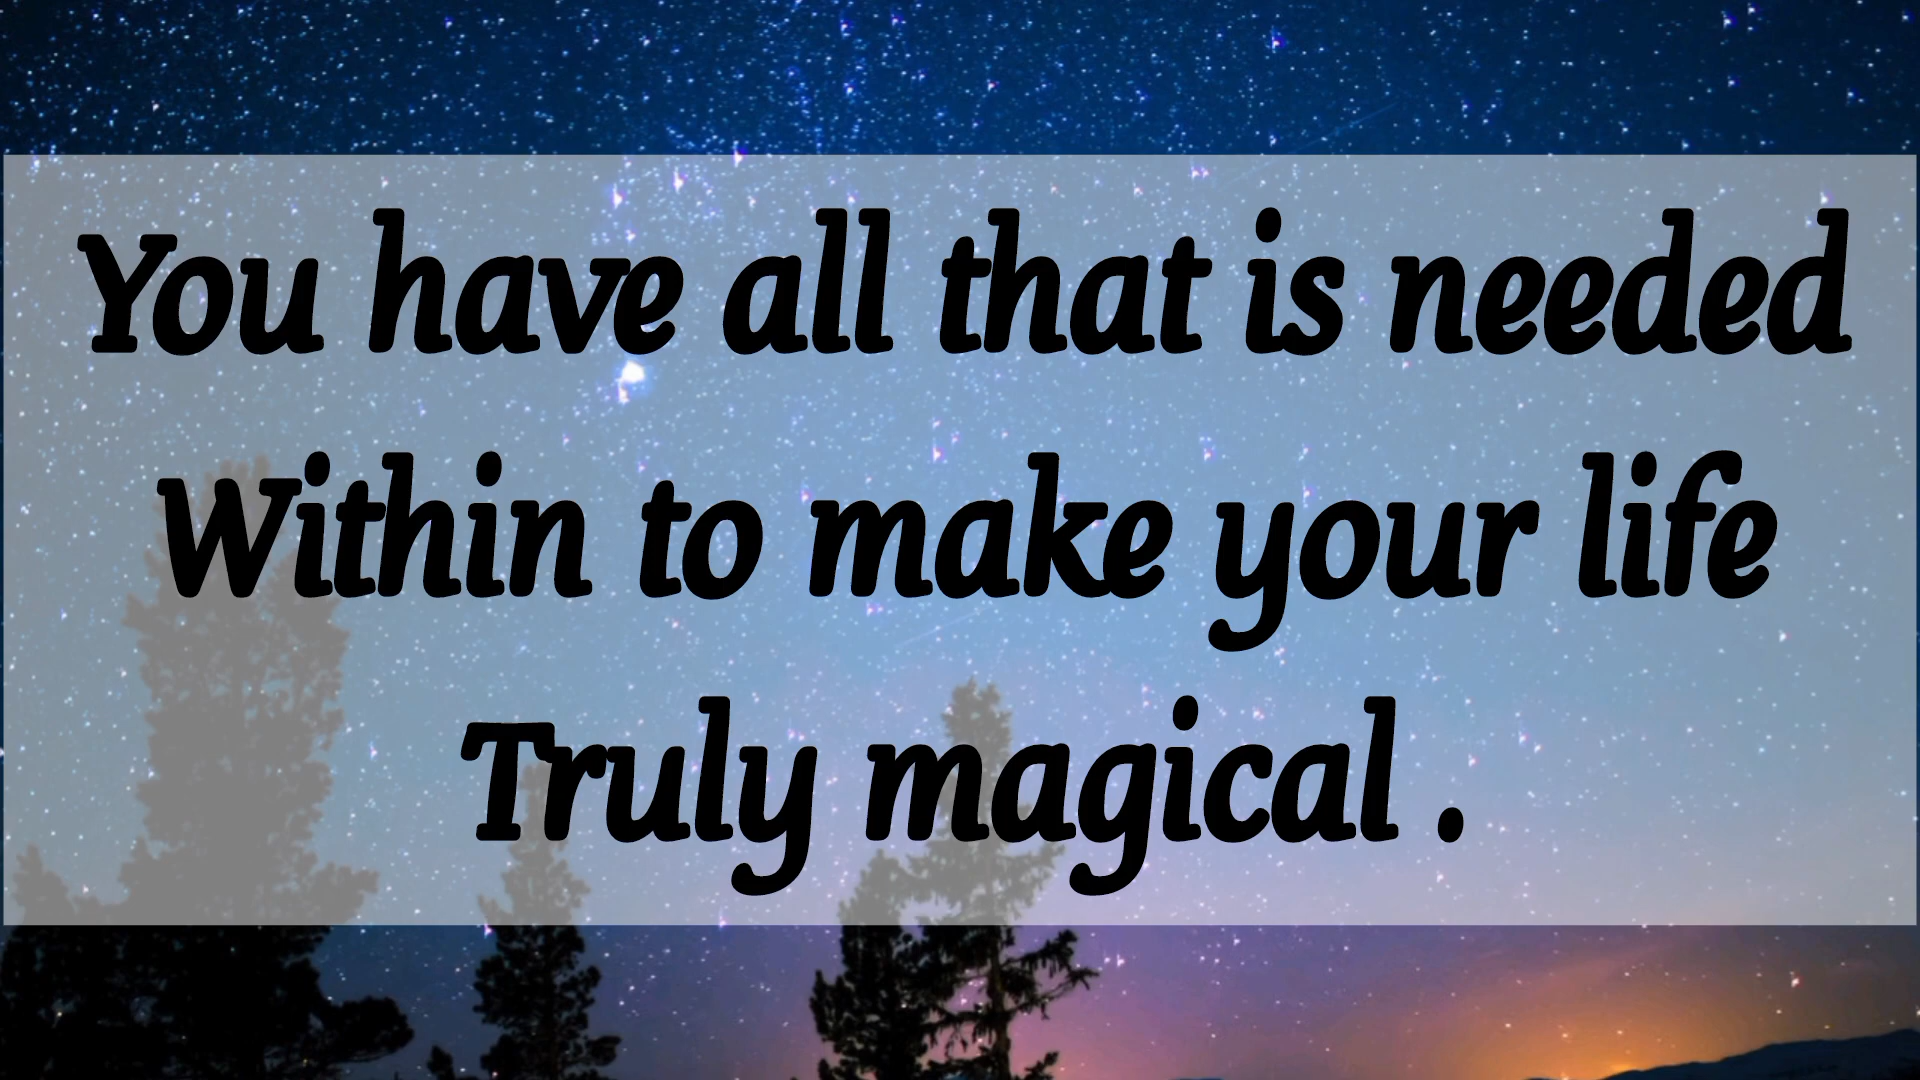 You have all that is needed
Within to make your life
Truly magical .